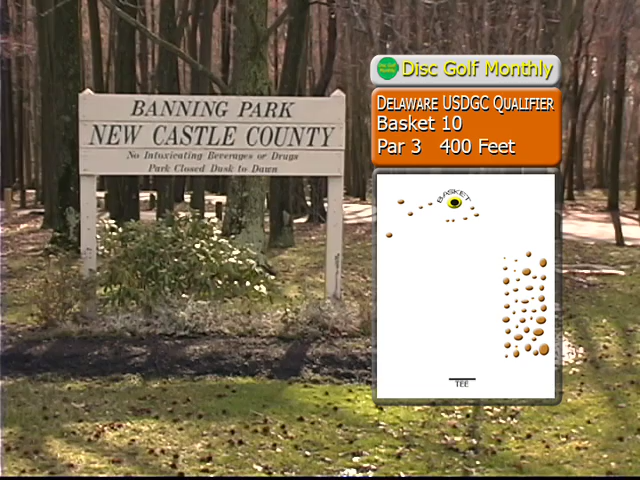 BANNING PARK
NEW CASTLE COUNTY
No Intoxicating Beverages or Drugs
Park Closed Dusk to Dawn
Disc Golf Monthly
DELAWARE USDGC QUALIFIER
Basket 10
Par 3 400 Feet
BASKET
TEE